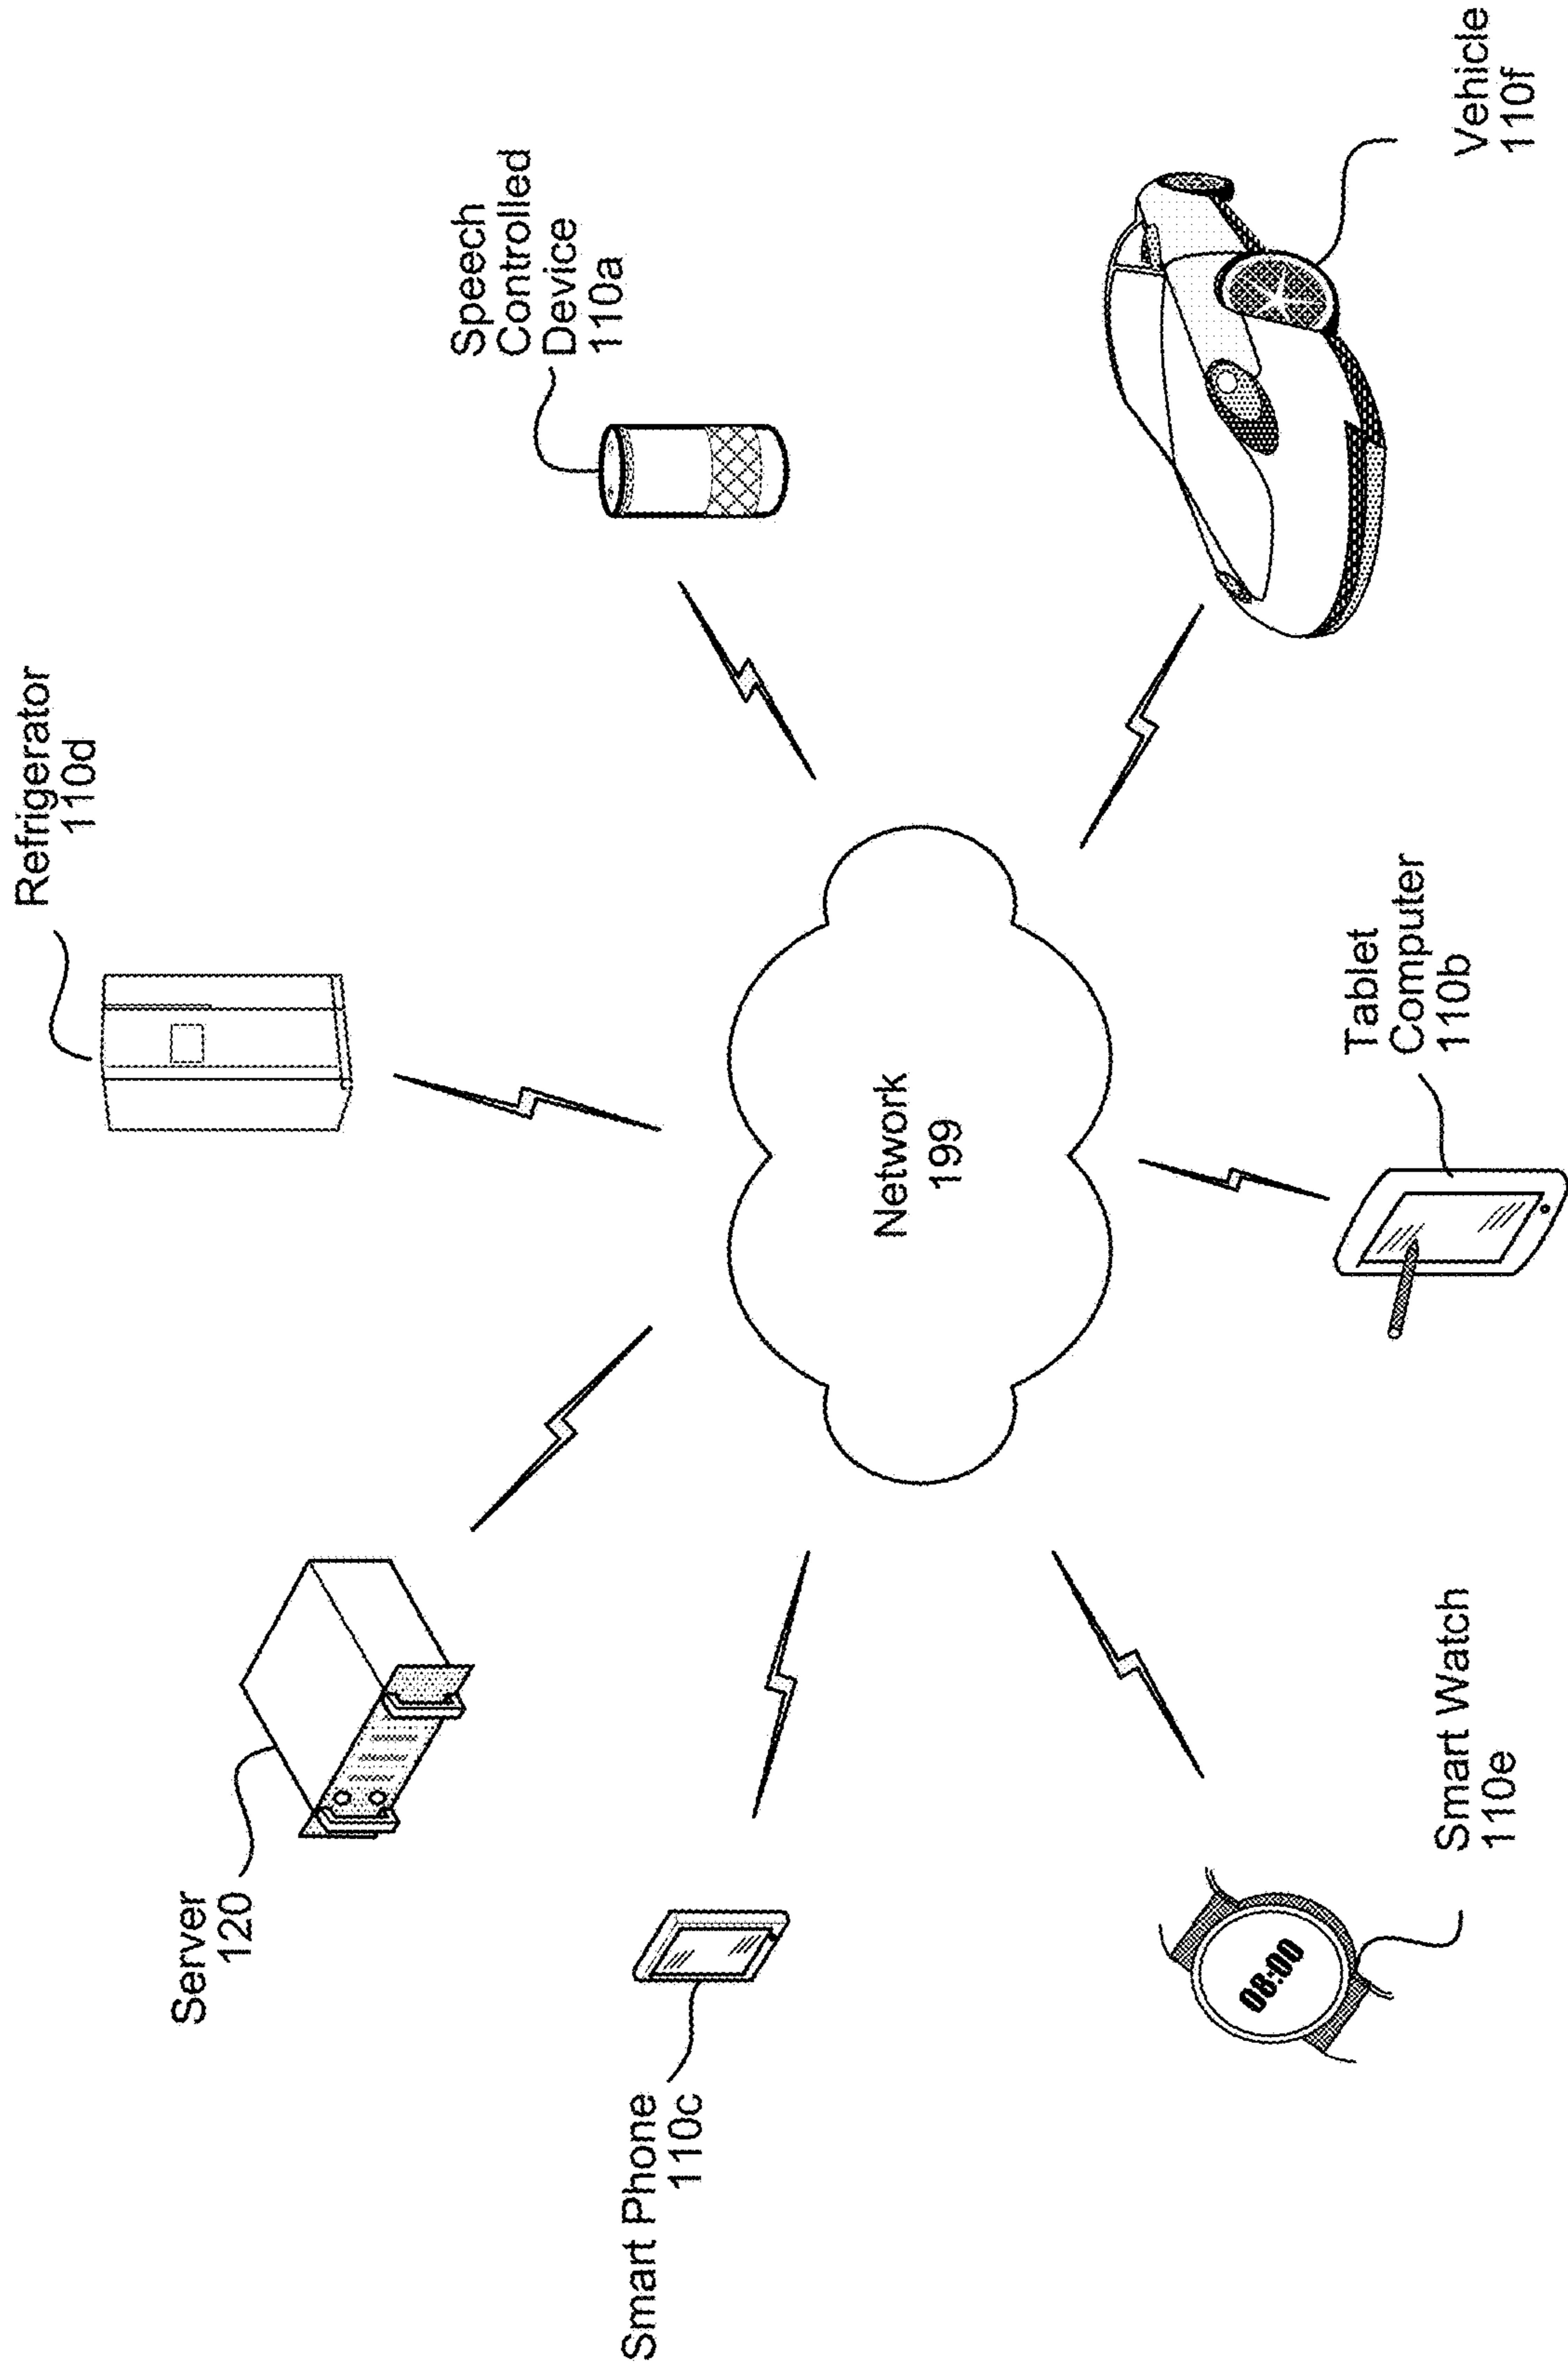 Refrigerator
110d
Server
120
Speech
Controlled
Device
110a
Smart Phone
110c
Network
199
Smart Watch
110e
08:00
Tablet
Computer
110b
Vehicle
110f